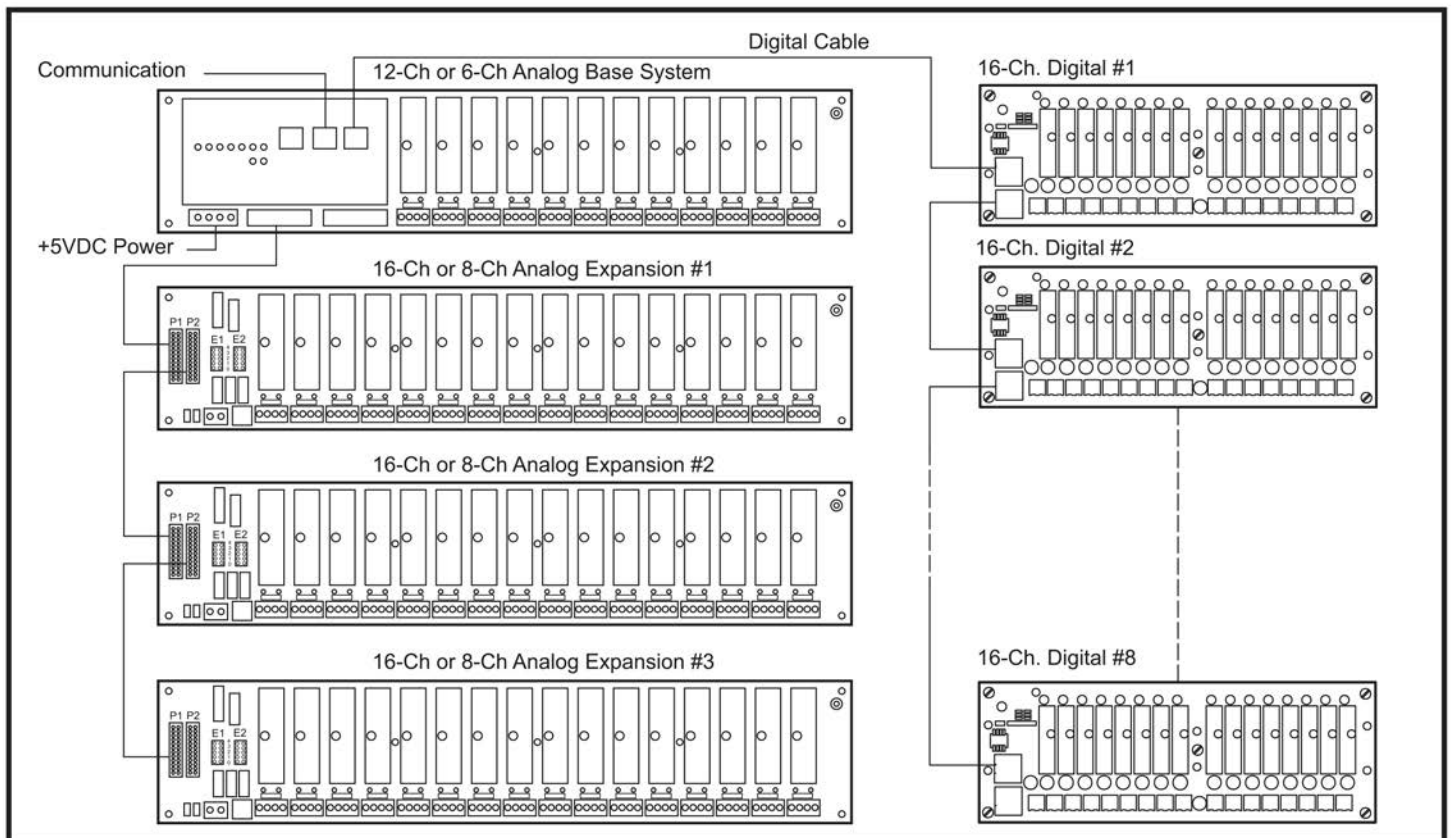 Digital Cable
Communication
12-Ch or 6-Ch Analog Base System
16-Ch. Digital #1
+5VDC Power
16-Ch. Digital #2
16-Ch or 8-Ch Analog Expansion #1
P1 P2
E1 E2
16-Ch or 8-Ch Analog Expansion #2
P1 P2
E1 E2
16-Ch or 8-Ch Analog Expansion #3
16-Ch. Digital #8
P1 P2
E1 E2